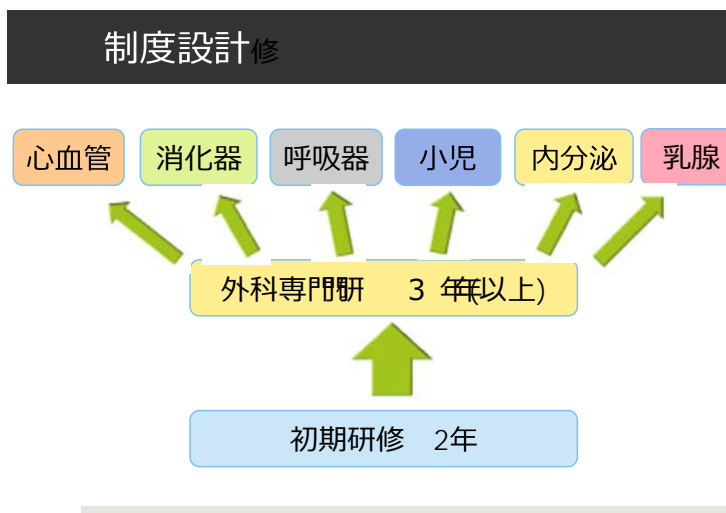 制度設計修
心血管 消化器 呼吸器 小児 内分泌 乳腺
外科専門研 3 年(以上)
初期研修 2年